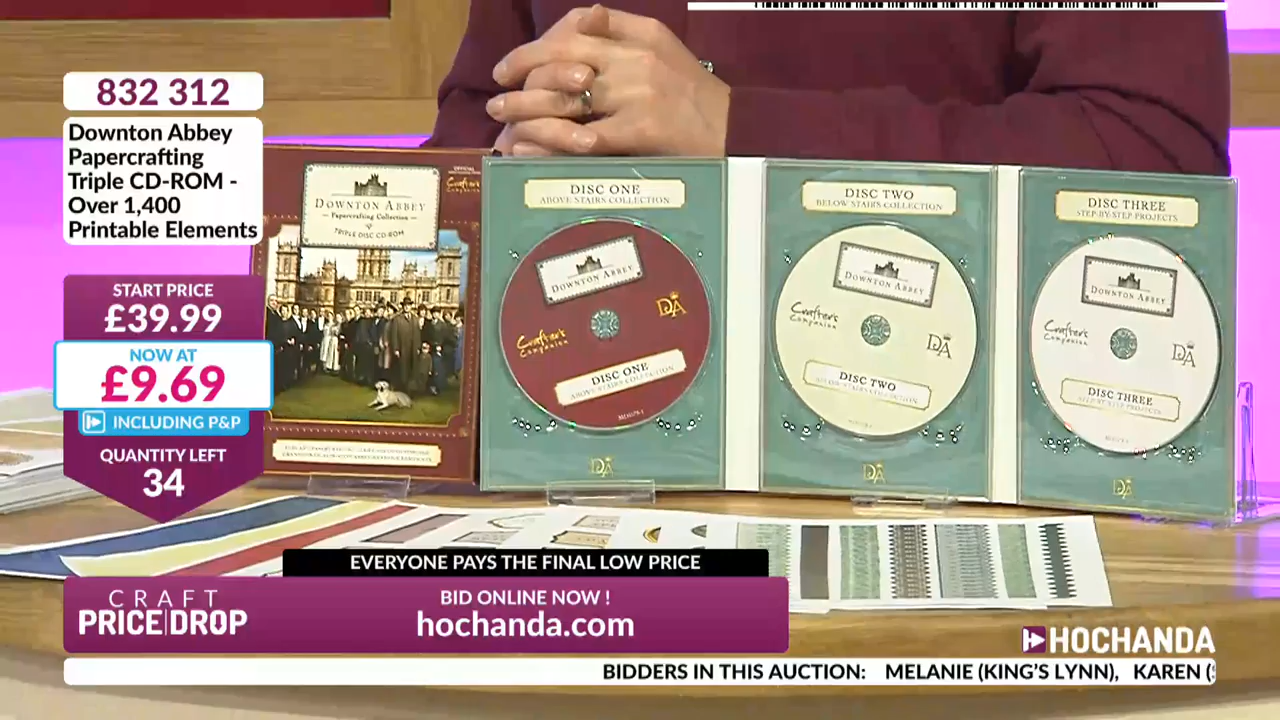 832 312
Downton Abbey
Papercrafting
Triple CD-ROM -
Over 1,400
Printable Elements
START PRICE
£39.99
NOW AT
£9.69
INCLUDING P&P
QUANTITY LEFT
34
DOWNTON ABBEY
Papercrafting Collection
TRIPLE DISC CD-ROM
Crafter's
DISC ONE
ABOVE STAIRS COLLECTION
DOWNTON ABBEY
Crafter's
Companion
DA
DISC ONE
ABOVE STAIRS COLLECTION
DA
DISC TWO
BELOW STAIRS COLLECTION
DOWNTON ABBEY
Crafter's
Companion
DA
DISC TWO
DA
DISC THREE
STEP-BY-STEP PROJECTS
DOWNTON ABBEY
Crafter's
Companion
DA
DISC THREE
STEP-BY-STEP PROJECTS
DA
EVERYONE PAYS THE FINAL LOW PRICE
CRAFT
PRICE DROP
BID ONLINE NOW !
hochanda.com
HOCHANDA
BIDDERS IN THIS AUCTION: MELANIE (KING'S LYNN), KAREN (